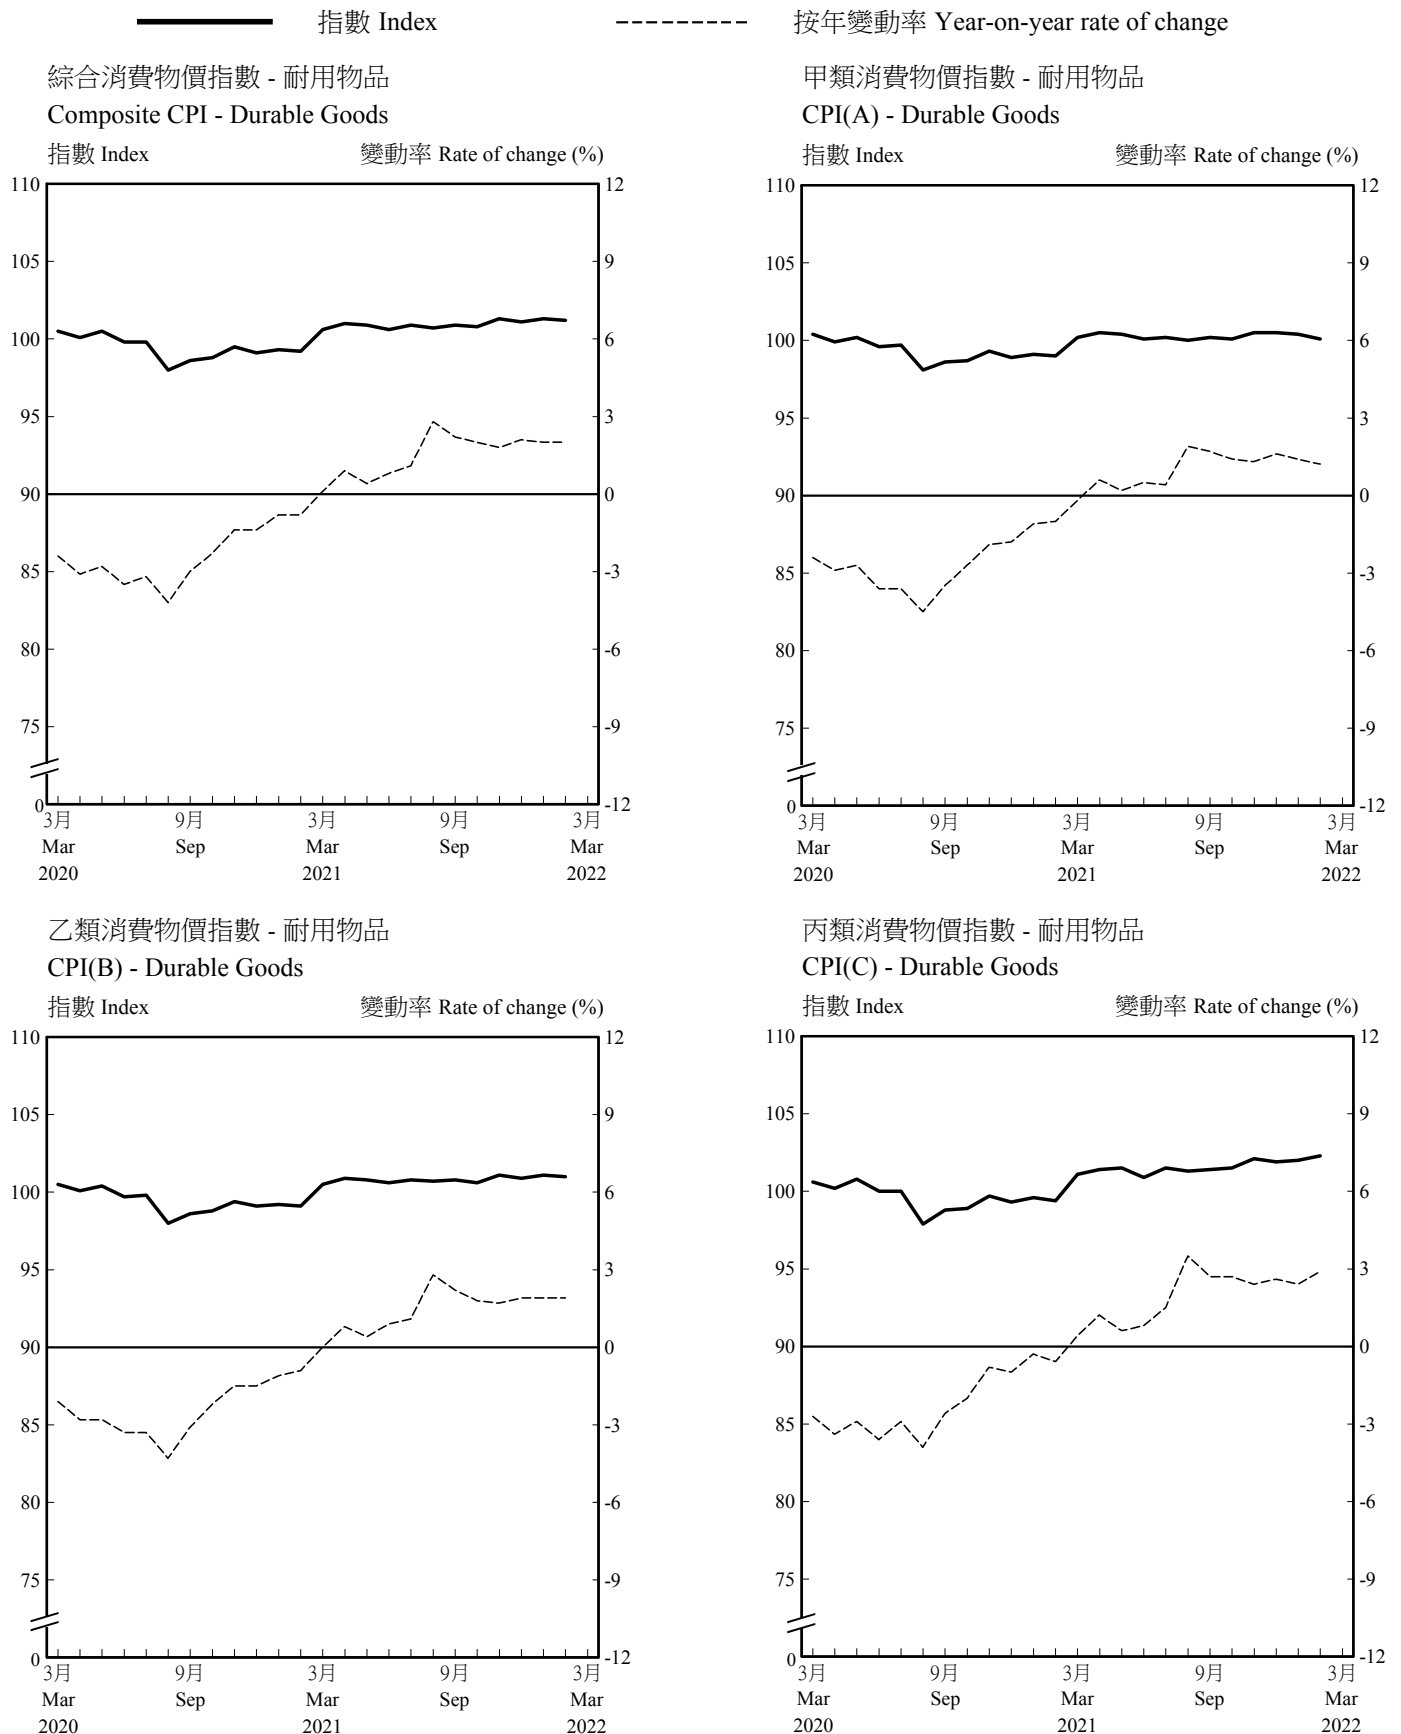 指數 Index
按年變動率 Year-on-year rate of change
綜合消費物價指數 - 耐用物品
Composite CPI - Durable Goods
指數 Index 變動率 Rate of change (%)
110 12
105 9
100 6
95 3
90 0
85 -3
80 -6
75 -9
0 -12
3月 9月 3月 9月 3月
Mar Sep Mar Sep Mar
2020 2021 2022
甲類消費物價指數 - 耐用物品
CPI(A) - Durable Goods
指數 Index 變動率 Rate of change (%)
110 12
105 9
100 6
95 3
90 0
85 -3
80 -6
75 -9
0 -12
3月 9月 3月 9月 3月
Mar Sep Mar Sep Mar
2020 2021 2022
乙類消費物價指數 - 耐用物品
CPI(B) - Durable Goods
指數 Index 變動率 Rate of change (%)
110 12
105 9
100 6
95 3
90 0
85 -3
80 -6
75 -9
0 -12
3月 9月 3月 9月 3月
Mar Sep Mar Sep Mar
2020 2021 2022
丙類消費物價指數 - 耐用物品
CPI(C) - Durable Goods
指數 Index 變動率 Rate of change (%)
110 12
105 9
100 6
95 3
90 0
85 -3
80 -6
75 -9
0 -12
3月 9月 3月 9月 3月
Mar Sep Mar Sep Mar
2020 2021 2022